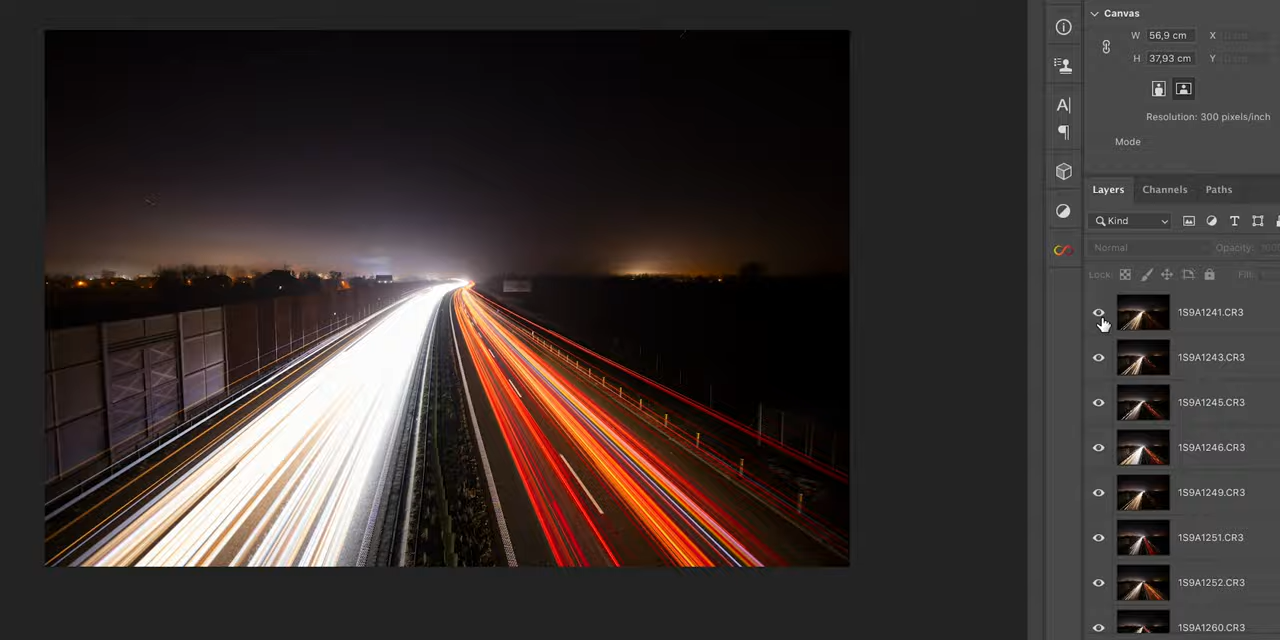 Canvas
W 56,9 cm X
H 37,93 cm Y
Resolution: 300 pixels/inch
Mode
Layers Channels Paths
Kind
Normal Opacity:
Lock: Fill:
1S9A1241.CR3
1S9A1243.CR3
1S9A1245.CR3
1S9A1246.CR3
1S9A1249.CR3
1S9A1251.CR3
1S9A1252.CR3
1S9A1260.CR3